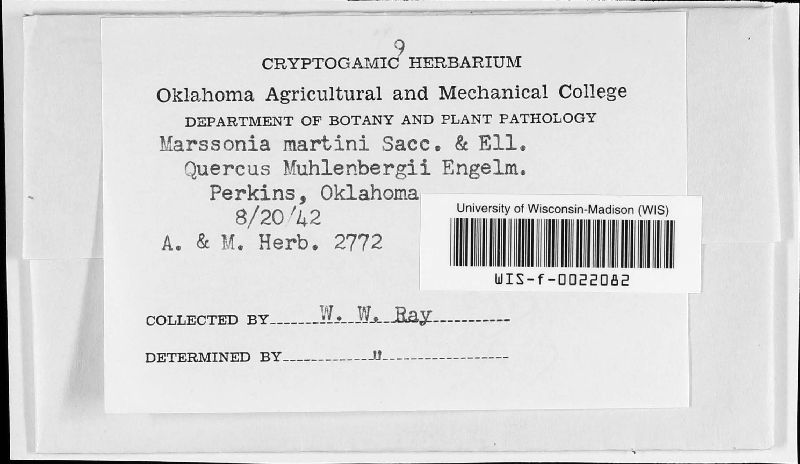 9
CRYPTOGAMIC HERBARIUM
Oklahoma Agricultural and Mechanical College
DEPARTMENT OF BOTANY AND PLANT PATHOLOGY
Marssonia martini Sacc. & Ell.
Quercus Muhlenbergii Engelm.
Perkins, Oklahoma
8/20/42
A. & M. Herb. 2772
University of Wisconsin-Madison (WIS)
WIS-f-0022082
COLLECTED BY W. W. Ray
DETERMINED BY "